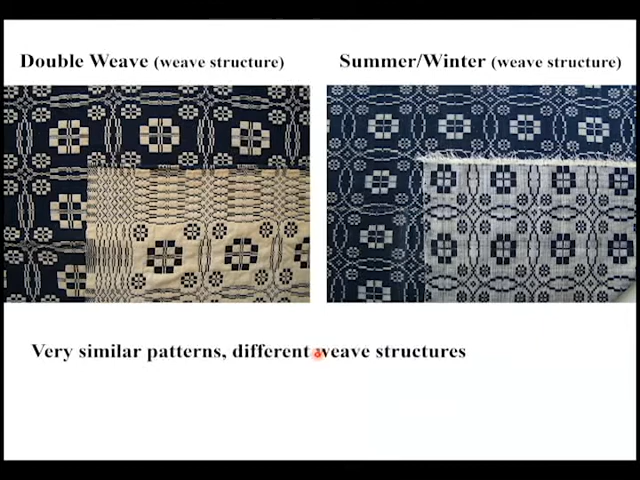 Double Weave (weave structure)
Summer/Winter (weave structure)
Very similar patterns, different weave structures